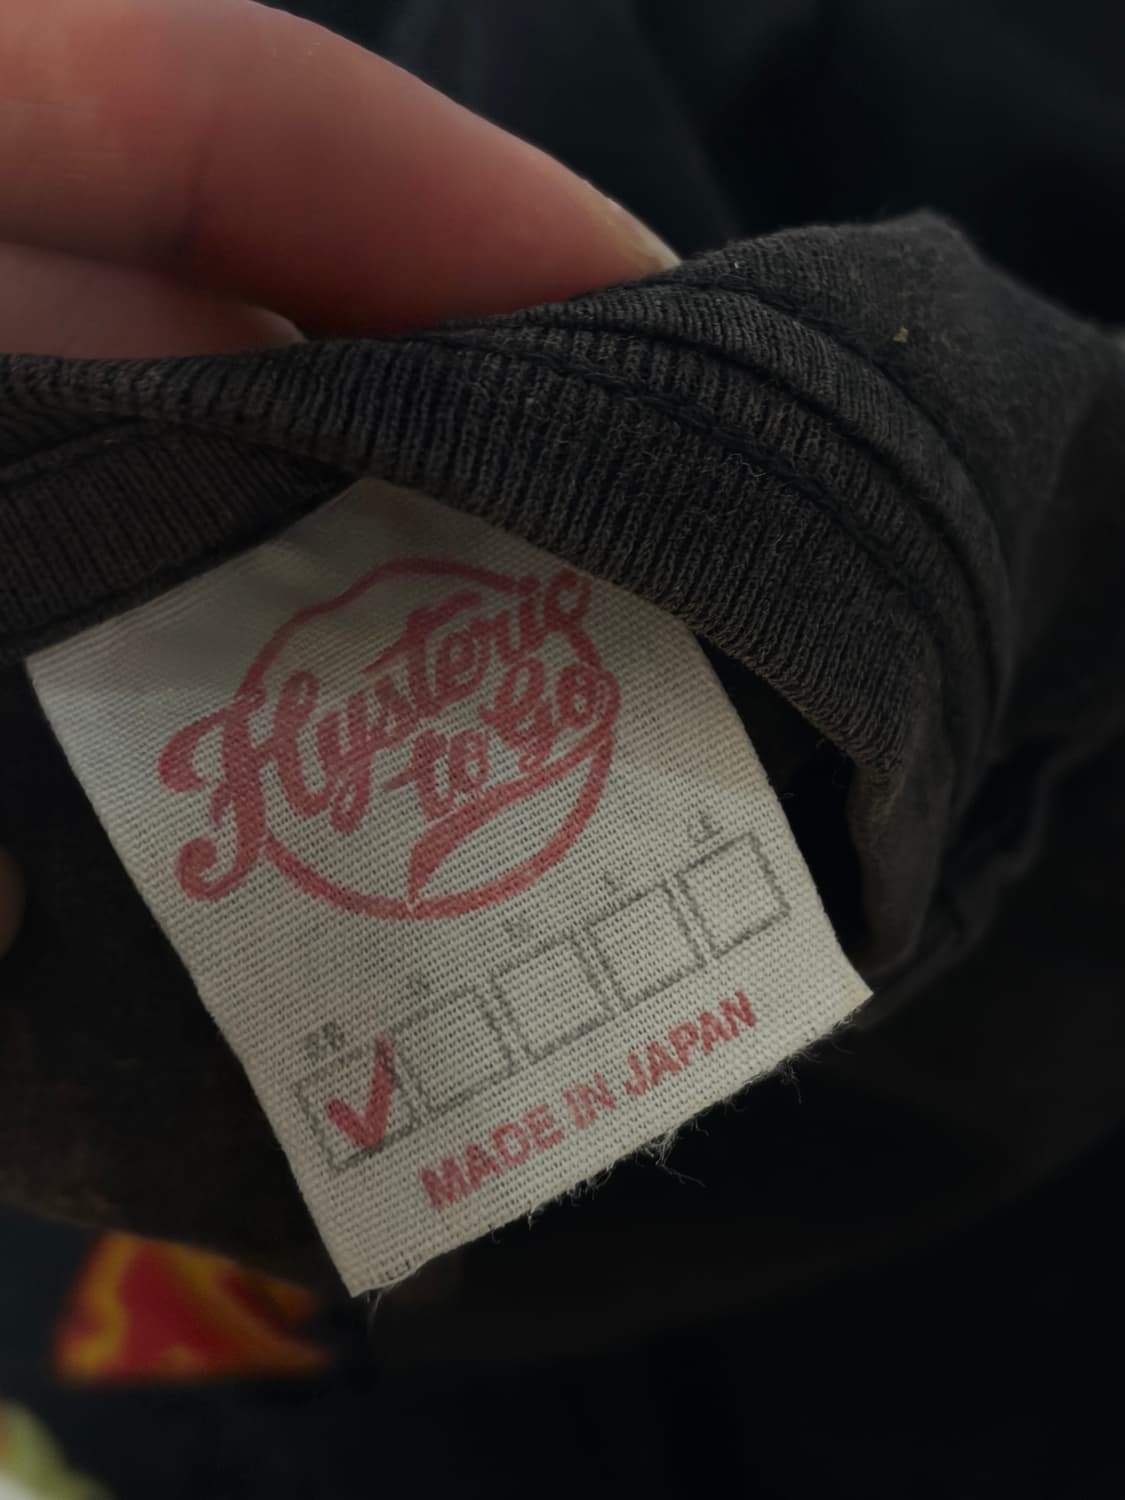 Hysteric
to go
S M L
MADE IN JAPAN